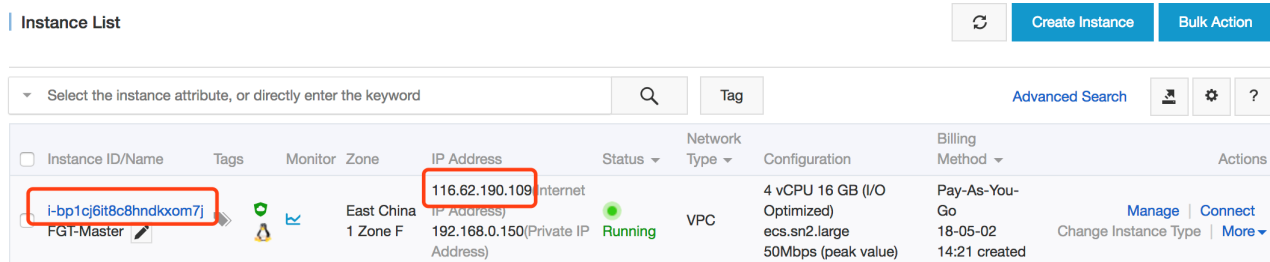 Instance List
Create Instance
Bulk Action
Select the instance attribute, or directly enter the keyword
Tag
Advanced Search
?
Instance ID/Name
Tags
Monitor
Zone
IP Address
Status
Network
Type
Configuration
Billing
Method
Actions
i-bp1cj6it8c8hndkxom7j
FGT-Master
East China
1 Zone F
116.62.190.109(Internet
IP Address)
192.168.0.150(Private IP
Address)
Running
VPC
4 vCPU 16 GB (I/O
Optimized)
ecs.sn2.large
50Mbps (peak value)
Pay-As-You-
Go
18-05-02
14:21 created
Manage | Connect
Change Instance Type | More